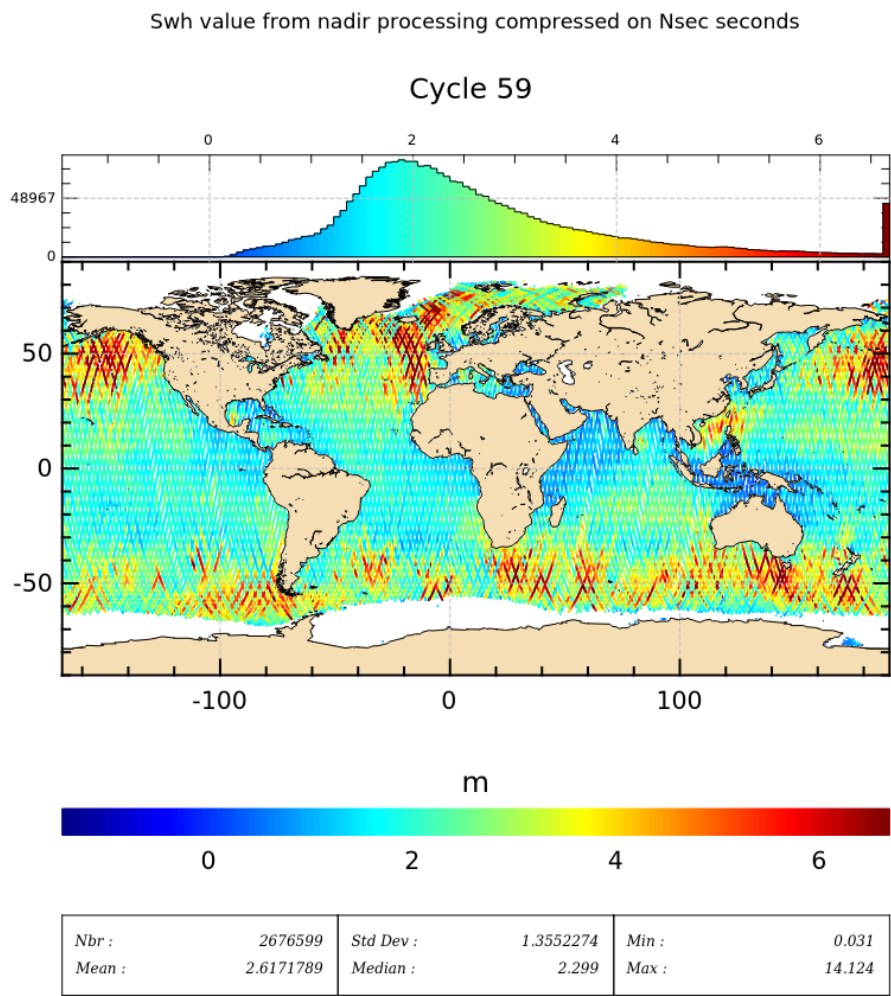 Swh value from nadir processing compressed on Nsec seconds
Cycle 59
0 2 4 6
48967
0
50
0
-50
-100 0 100
m
0 2 4 6
Nbr : 2676599 Std Dev : 1.3552274 Min : 0.031
Mean : 2.6171789 Median : 2.299 Max : 14.124